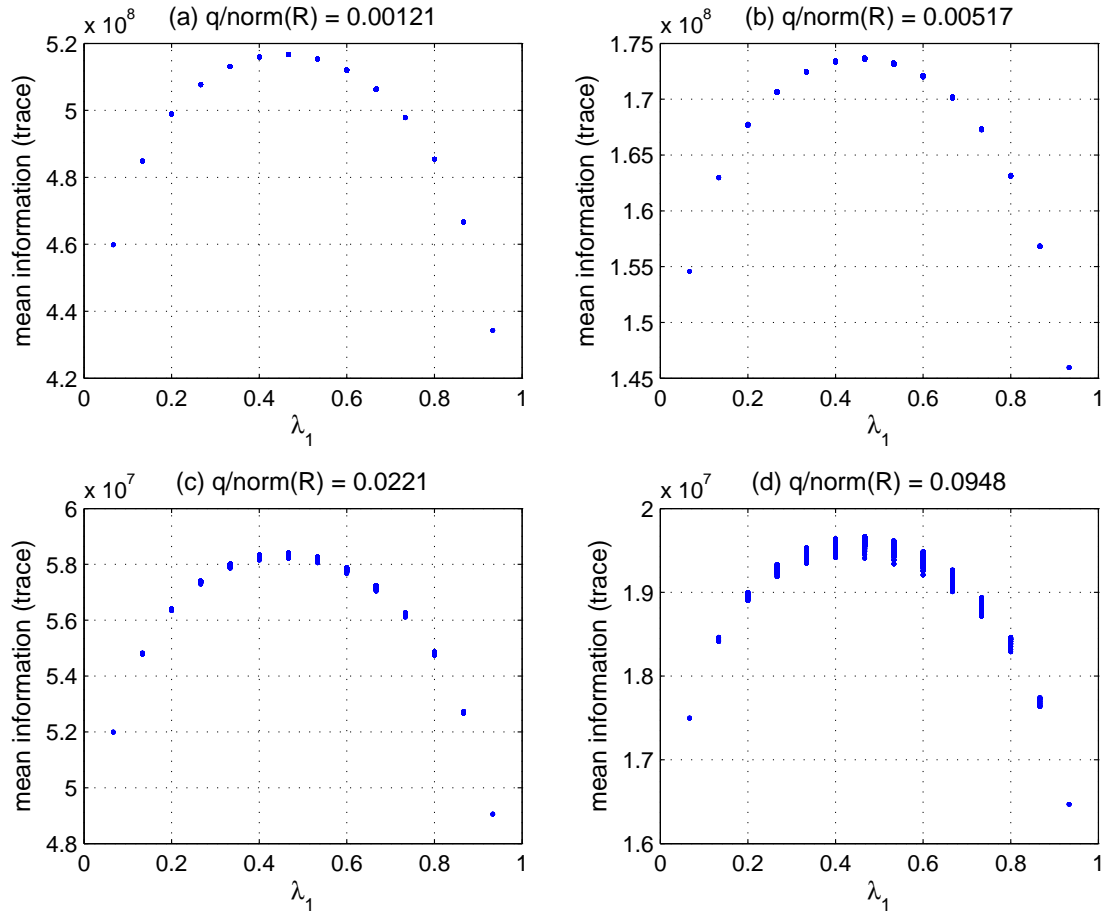 x 10^8
(a) q/norm(R) = 0.00121
5.2
5
4.8
4.6
4.4
4.2
mean information (trace)
0 0.2 0.4 0.6 0.8 1
λ_1
x 10^8
(b) q/norm(R) = 0.00517
1.75
1.7
1.65
1.6
1.55
1.5
1.45
mean information (trace)
0 0.2 0.4 0.6 0.8 1
λ_1
x 10^7
(c) q/norm(R) = 0.0221
6
5.8
5.6
5.4
5.2
5
4.8
mean information (trace)
0 0.2 0.4 0.6 0.8 1
λ_1
x 10^7
(d) q/norm(R) = 0.0948
2
1.9
1.8
1.7
1.6
mean information (trace)
0 0.2 0.4 0.6 0.8 1
λ_1